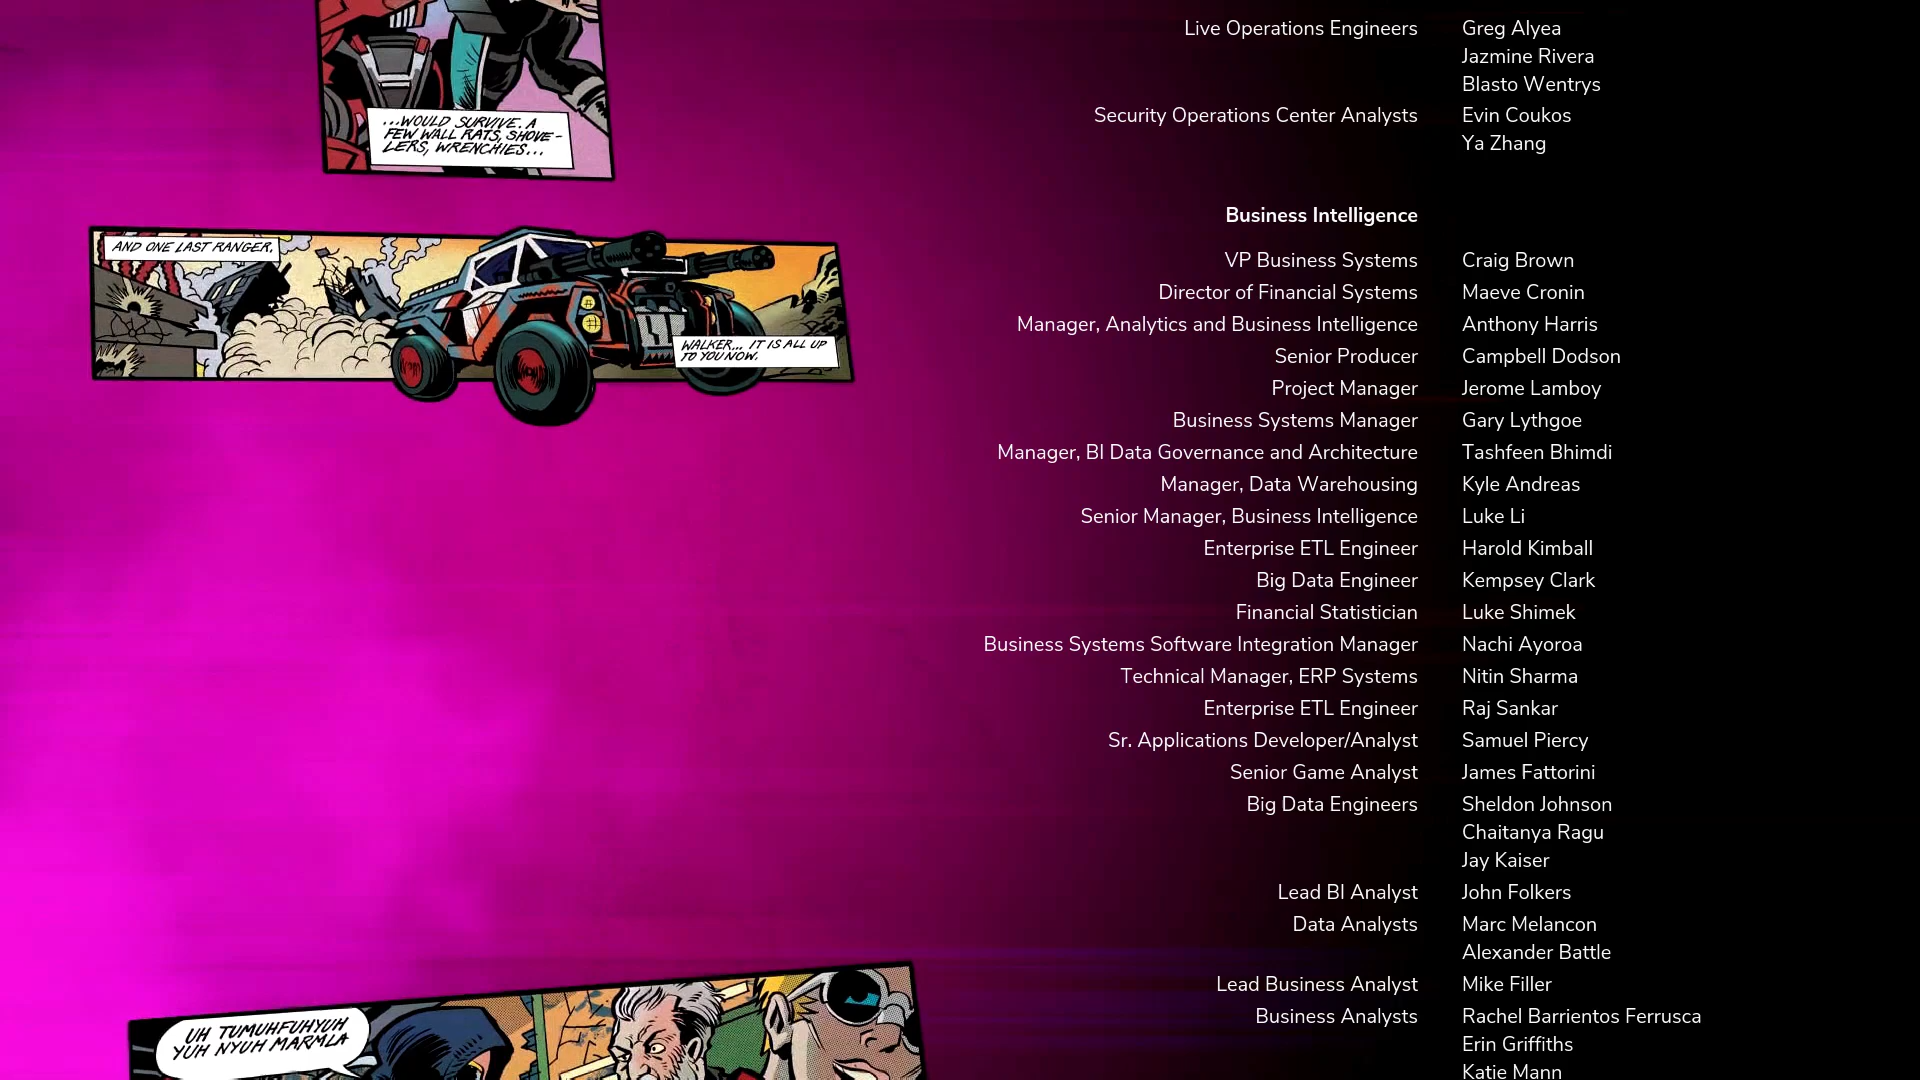 ...WOULD SURVIVE. A
FEW WALL RATS, SHOVE-
LERS, WRENCHIES...
AND ONE LAST RANGER.
WALKER... IT IS ALL UP
TO YOU NOW.
UH TUMUHFUHYUH
YUH NYUH MARMLA
Live Operations Engineers Greg Alyea
Jazmine Rivera
Blasto Wentrys
Security Operations Center Analysts Evin Coukos
Ya Zhang
Business Intelligence
VP Business Systems Craig Brown
Director of Financial Systems Maeve Cronin
Manager, Analytics and Business Intelligence Anthony Harris
Senior Producer Campbell Dodson
Project Manager Jerome Lamboy
Business Systems Manager Gary Lythgoe
Manager, BI Data Governance and Architecture Tashfeen Bhimdi
Manager, Data Warehousing Kyle Andreas
Senior Manager, Business Intelligence Luke Li
Enterprise ETL Engineer Harold Kimball
Big Data Engineer Kempsey Clark
Financial Statistician Luke Shimek
Business Systems Software Integration Manager Nachi Ayoroa
Technical Manager, ERP Systems Nitin Sharma
Enterprise ETL Engineer Raj Sankar
Sr. Applications Developer/Analyst Samuel Piercy
Senior Game Analyst James Fattorini
Big Data Engineers Sheldon Johnson
Chaitanya Ragu
Jay Kaiser
Lead BI Analyst John Folkers
Data Analysts Marc Melancon
Alexander Battle
Lead Business Analyst Mike Filler
Business Analysts Rachel Barrientos Ferrusca
Erin Griffiths
Katie Mann